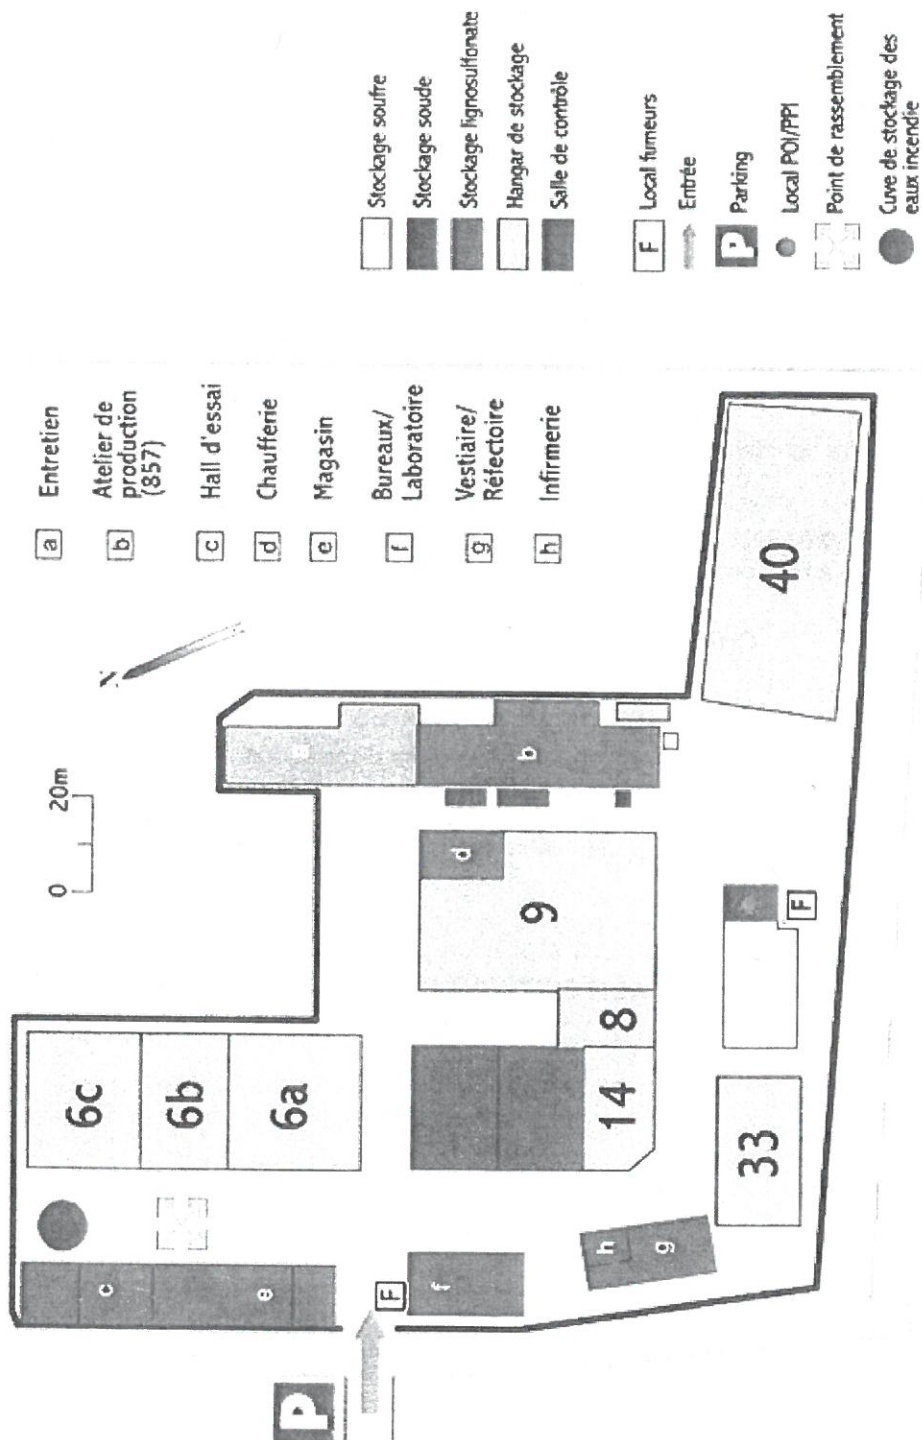 P
F
c
e
f
h
g
6c
6b
6a
14
8
33
9
d
b
F
40
0 20m
a Entretien
b Atelier de
production
(857)
c Hall d'essai
d Chaufferie
e Magasin
f Bureaux/
Laboratoire
g Vestiaire/
Réfectoire
h Infirmerie
Stockage soufre
Stockage soude
Stockage lignosulfonate
Hangar de stockage
Salle de contrôle
F Local fumeurs
Entrée
P Parking
Local POI/PPI
Point de rassemblement
Cuve de stockage des
eaux incendie